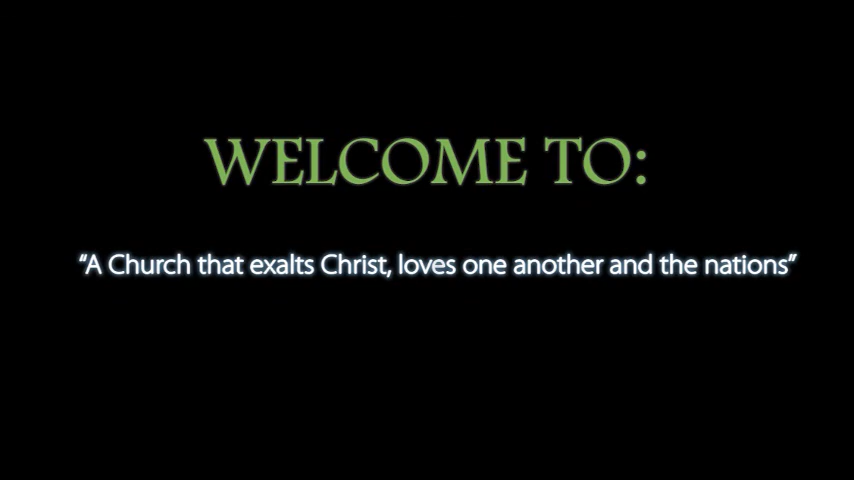 WELCOME TO:
“A Church that exalts Christ, loves one another and the nations”